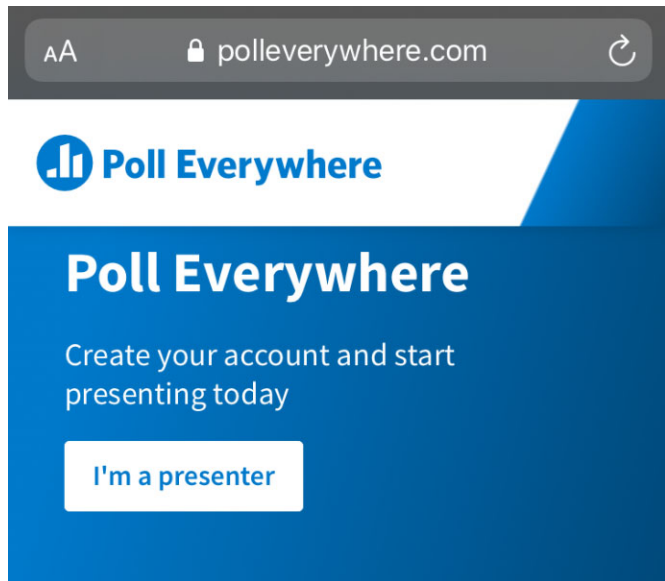 AA polleverywhere.com
Poll Everywhere
Poll Everywhere
Create your account and start
presenting today
I'm a presenter